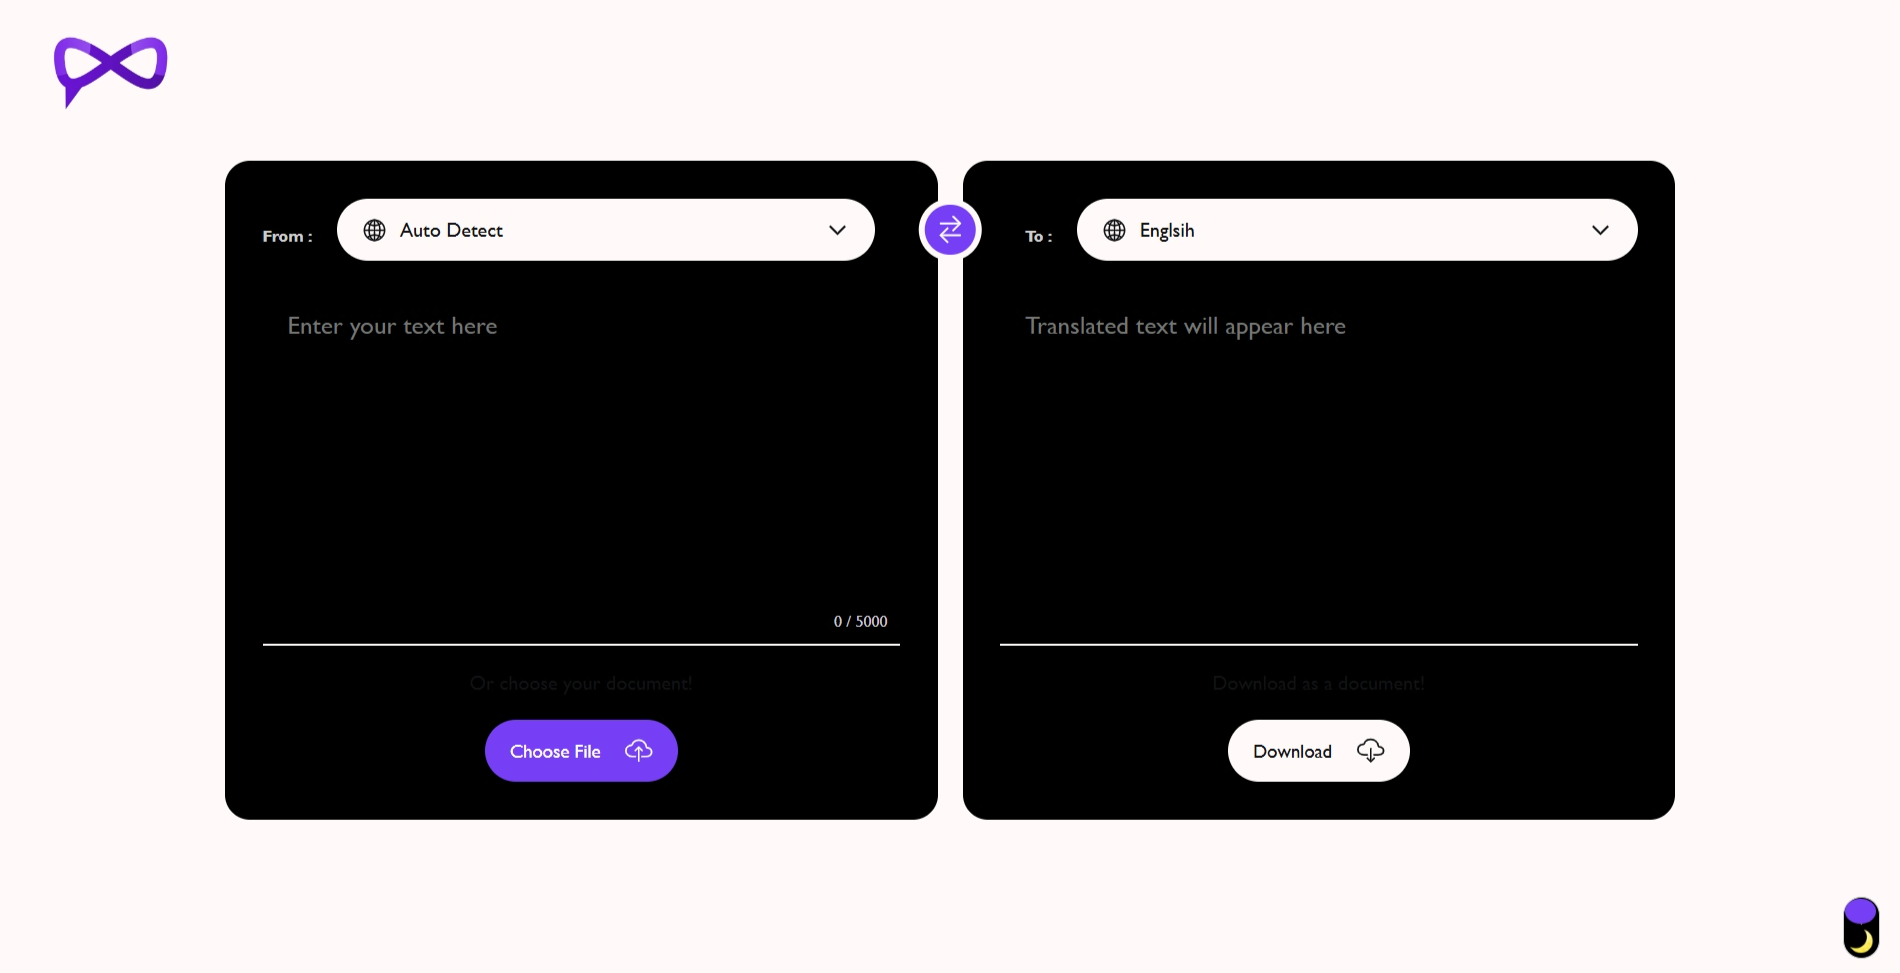 From :
Auto Detect
Enter your text here
0 / 5000
Or choose your document!
Choose File
To :
Englsih
Translated text will appear here
Download as a document!
Download